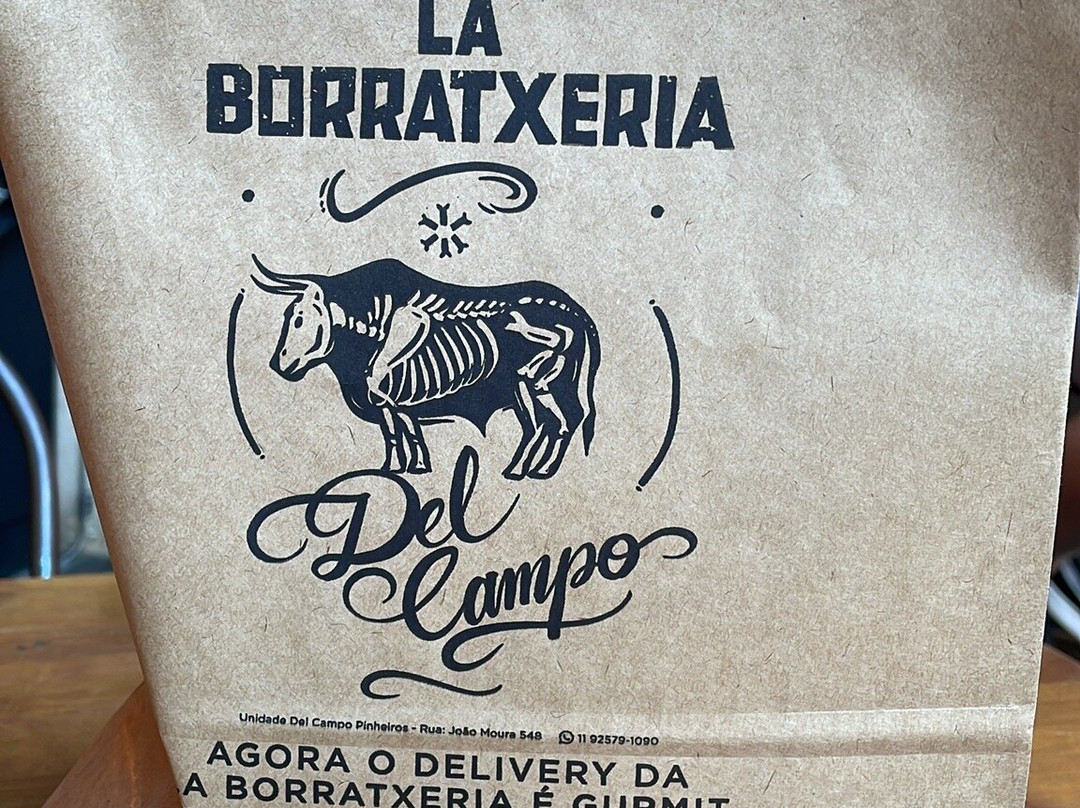 LA
BORRATXERIA
Del
Campo
Unidade Del Campo Pinheiros - Rua: João Moura 548 11 92579-1090
AGORA O DELIVERY DA
A BORRATXERIA É GURMIT